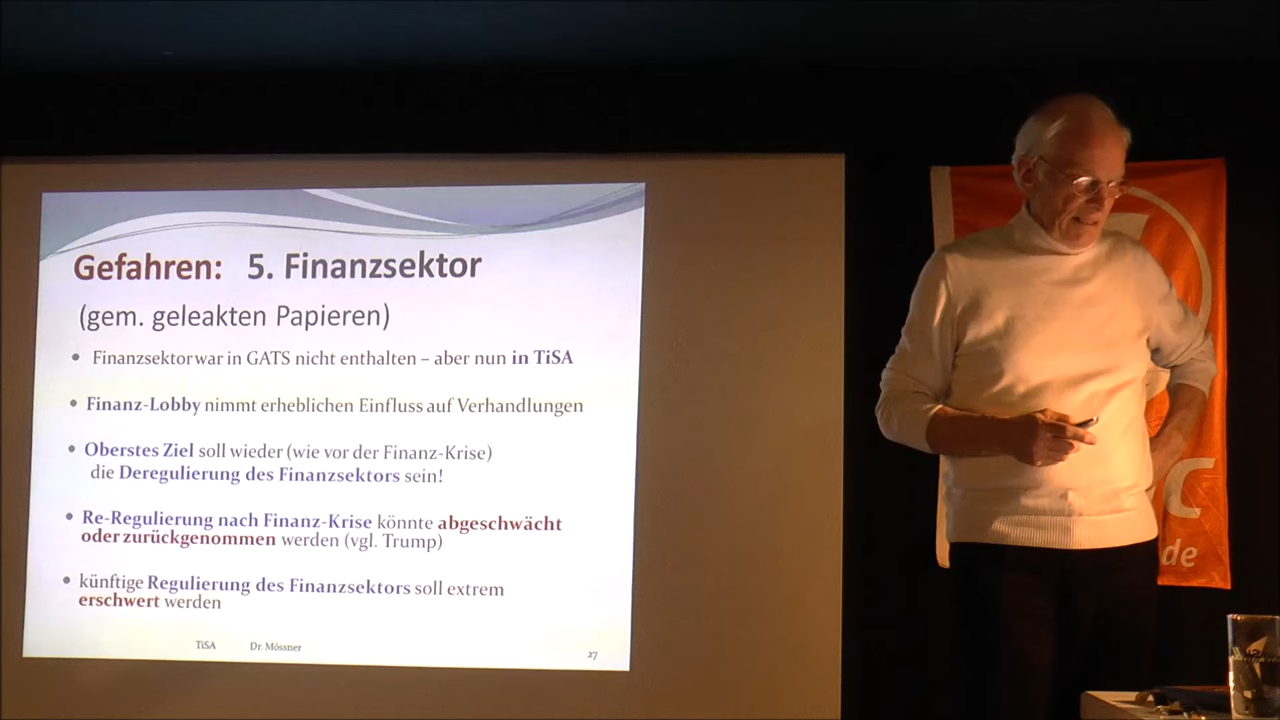 Gefahren: 5. Finanzsektor
(gem. geleakten Papieren)
• Finanzsektor war in GATS nicht enthalten – aber nun in TiSA
• Finanz-Lobby nimmt erheblichen Einfluss auf Verhandlungen
• Oberstes Ziel soll wieder (wie vor der Finanz-Krise)
die Deregulierung des Finanzsektors sein!
• Re-Regulierung nach Finanz-Krise könnte abgeschwächt
oder zurückgenommen werden (vgl. Trump)
• künftige Regulierung des Finanzsektors soll extrem
erschwert werden
TiSA Dr. Mössner 27
c
de